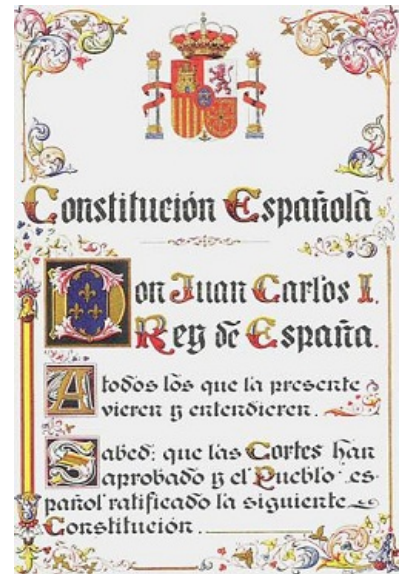 Constitución Española
Don Juan Carlos I.
Rey de España.
A todos los que la presente
vieren y entendieren.
Sabed: que las Cortes han
aprobado y el Pueblo es-
pañol ratificado la siguiente
Constitución.